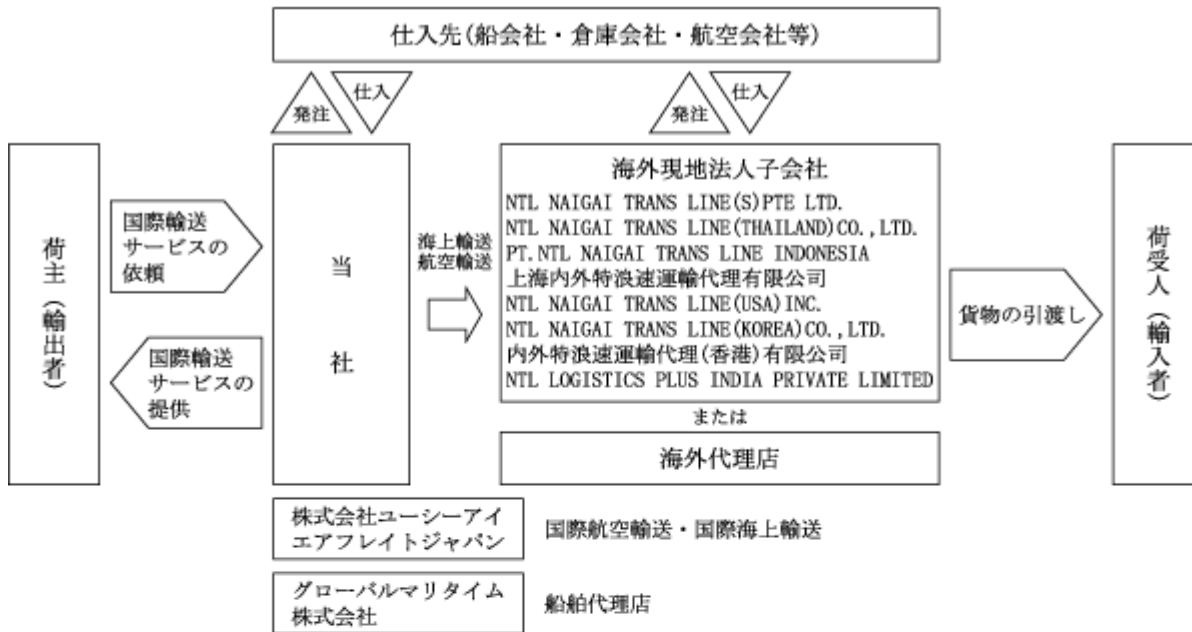 仕入先(船会社・倉庫会社・航空会社等)
発注
仕入
発注
仕入
荷主(輸出者)
国際輸送
サービスの
依頼
国際輸送
サービスの
提供
当社
海上輸送
航空輸送
海外現地法人子会社
NTL NAIGAI TRANS LINE(S)PTE LTD.
NTL NAIGAI TRANS LINE(THAILAND)CO.,LTD.
PT.NTL NAIGAI TRANS LINE INDONESIA
上海内外特浪速運輸代理有限公司
NTL NAIGAI TRANS LINE(USA)INC.
NTL NAIGAI TRANS LINE(KOREA)CO.,LTD.
内外特浪速運輸代理(香港)有限公司
NTL LOGISTICS PLUS INDIA PRIVATE LIMITED
または
海外代理店
貨物の引渡し
荷受人(輸入者)
株式会社ユーシーアイ
エアフレイトジャパン
国際航空輸送・国際海上輸送
グローバルマリタイム
株式会社
船舶代理店